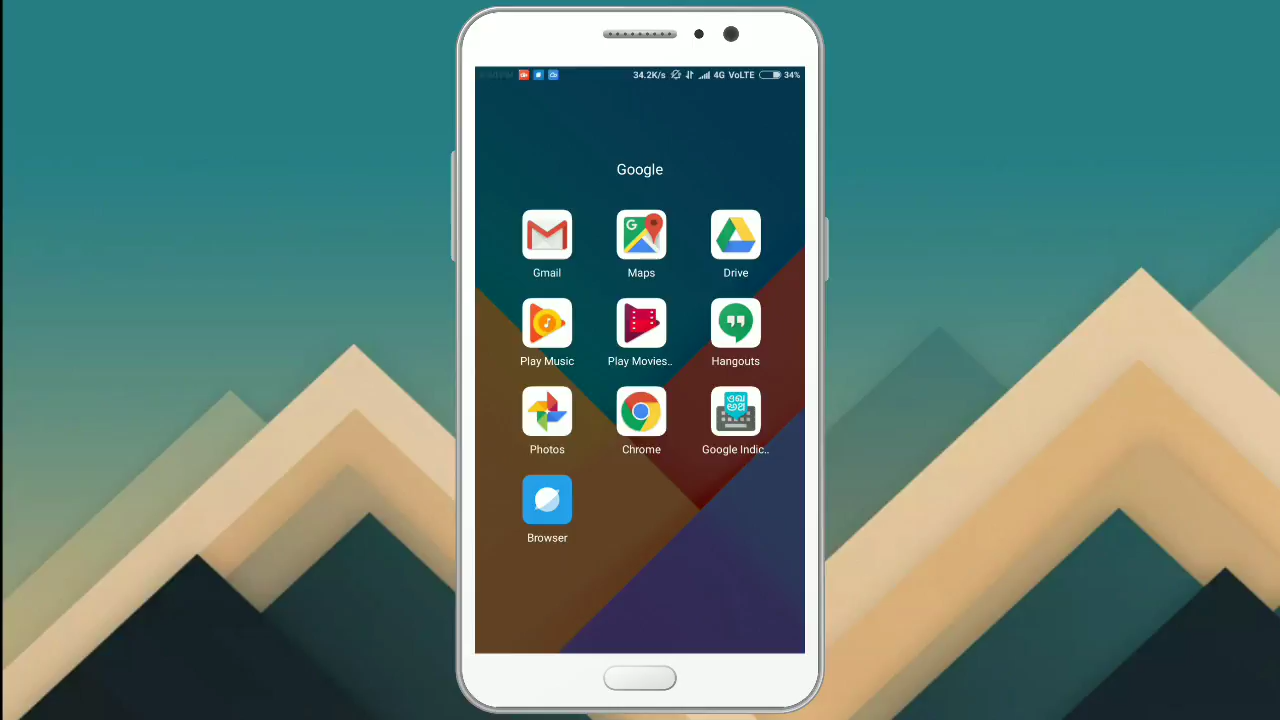 34.2K/s 4G VoLTE 34%
Google
Gmail Maps Drive
Play Music Play Movies.. Hangouts
Photos Chrome Google Indic..
Browser